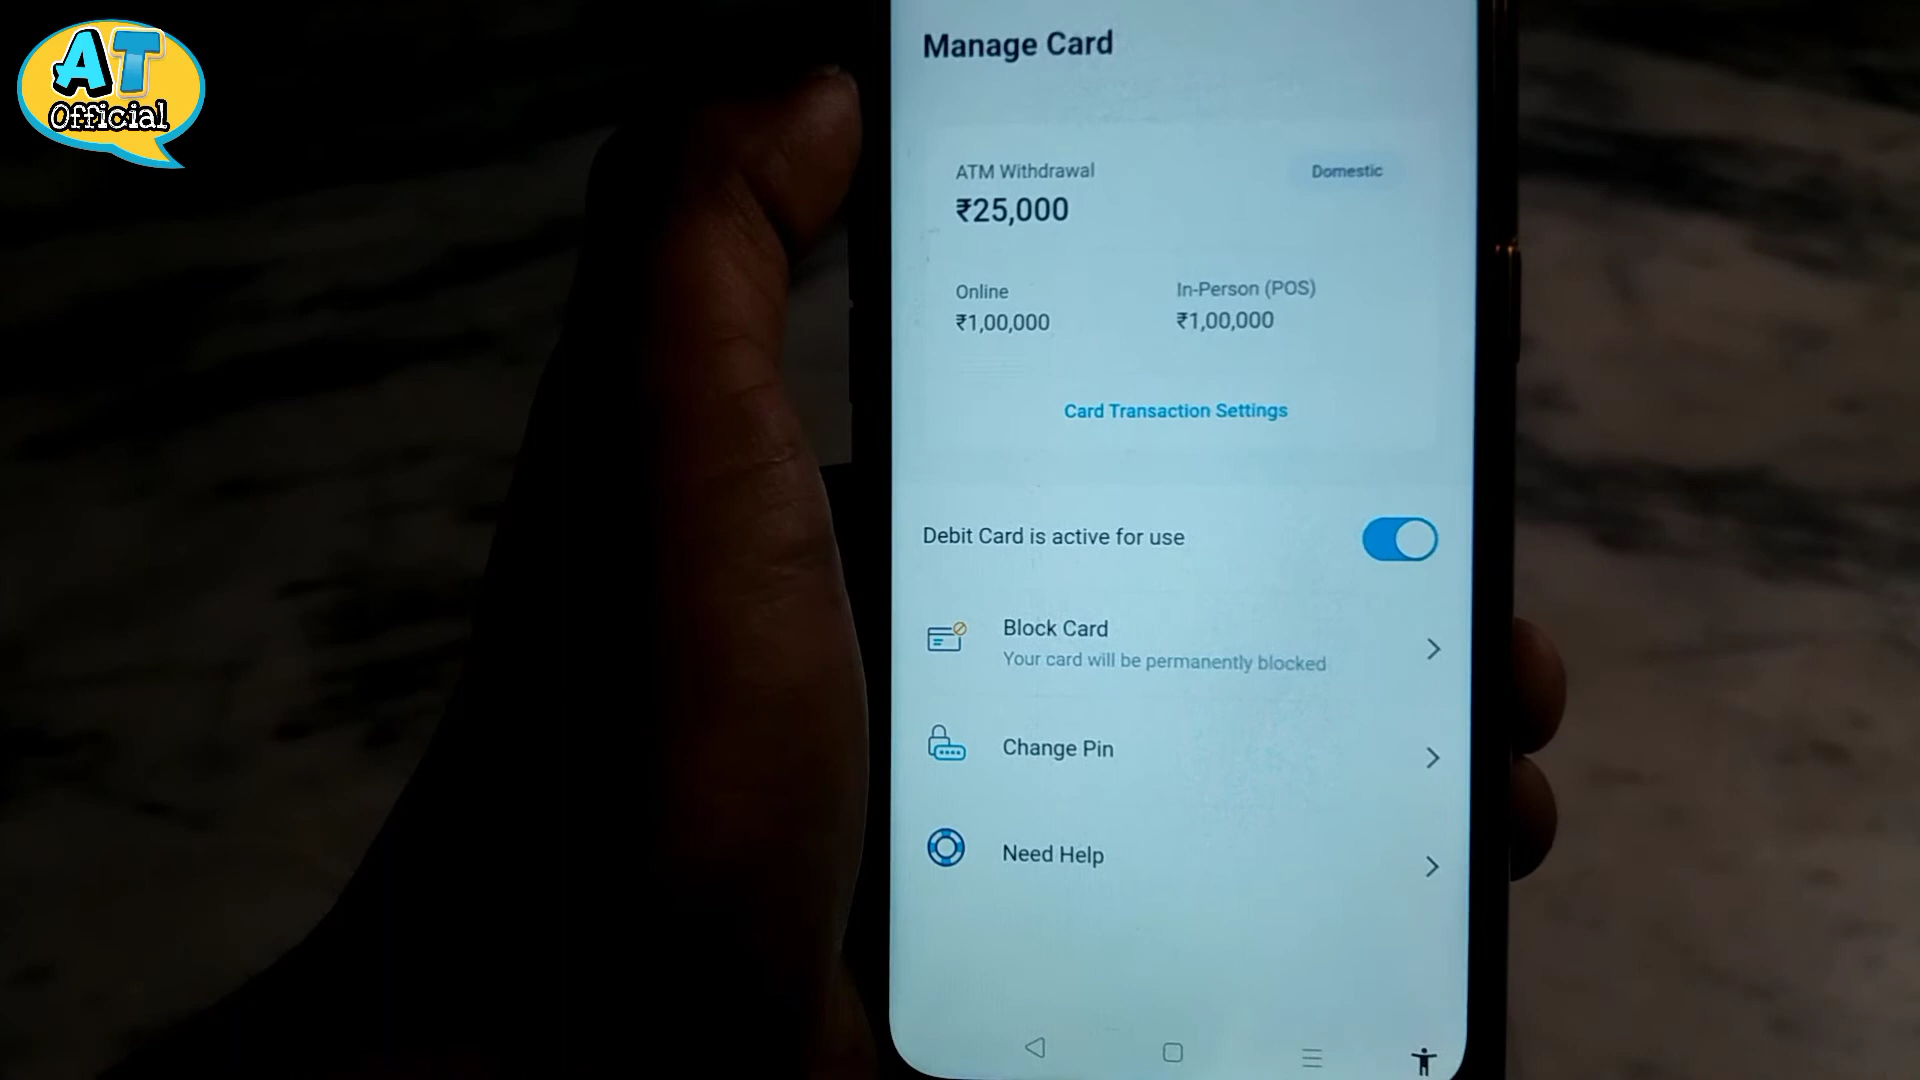 AT
Official
Manage Card
ATM Withdrawal
Domestic
₹25,000
Online
In-Person (POS)
₹1,00,000
₹1,00,000
Card Transaction Settings
Debit Card is active for use
Block Card
Your card will be permanently blocked
Change Pin
Need Help